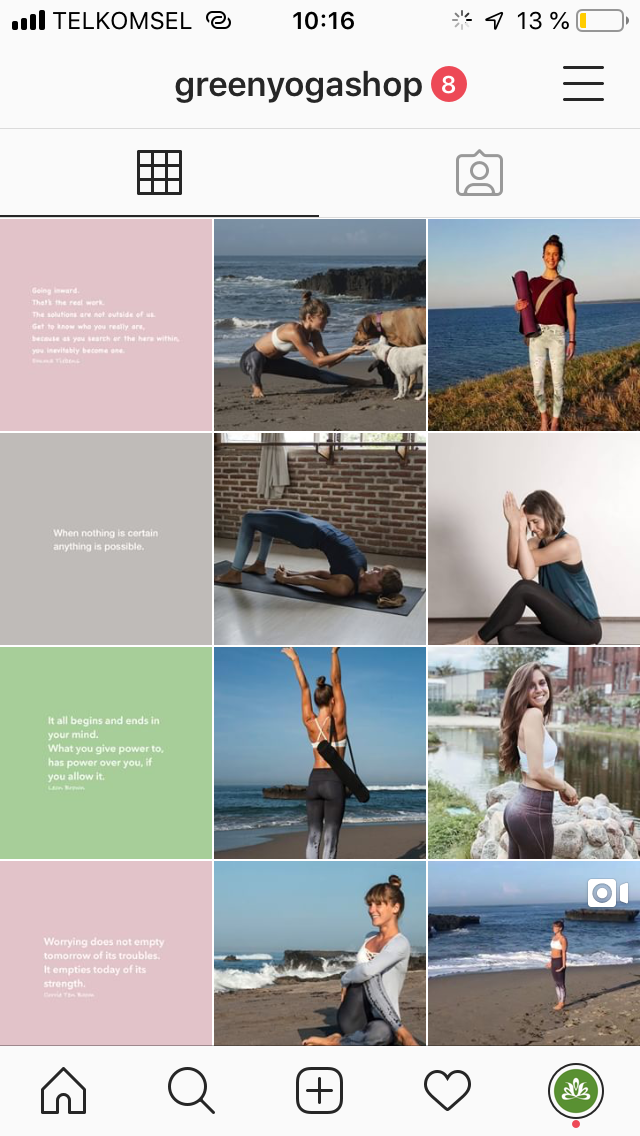 TELKOMSEL 10:16 13 %
greenyogashop 8
Going inward.
That's the real work.
The solutions are not outside of us.
Get to know who you really are,
because as you search or the hero within,
you inevitably become one.
When nothing is certain
anything is possible.
It all begins and ends in
your mind.
What you give power to,
has power over you, if
you allow it.
Worrying does not empty
tomorrow of its troubles.
It empties today of its
strength.